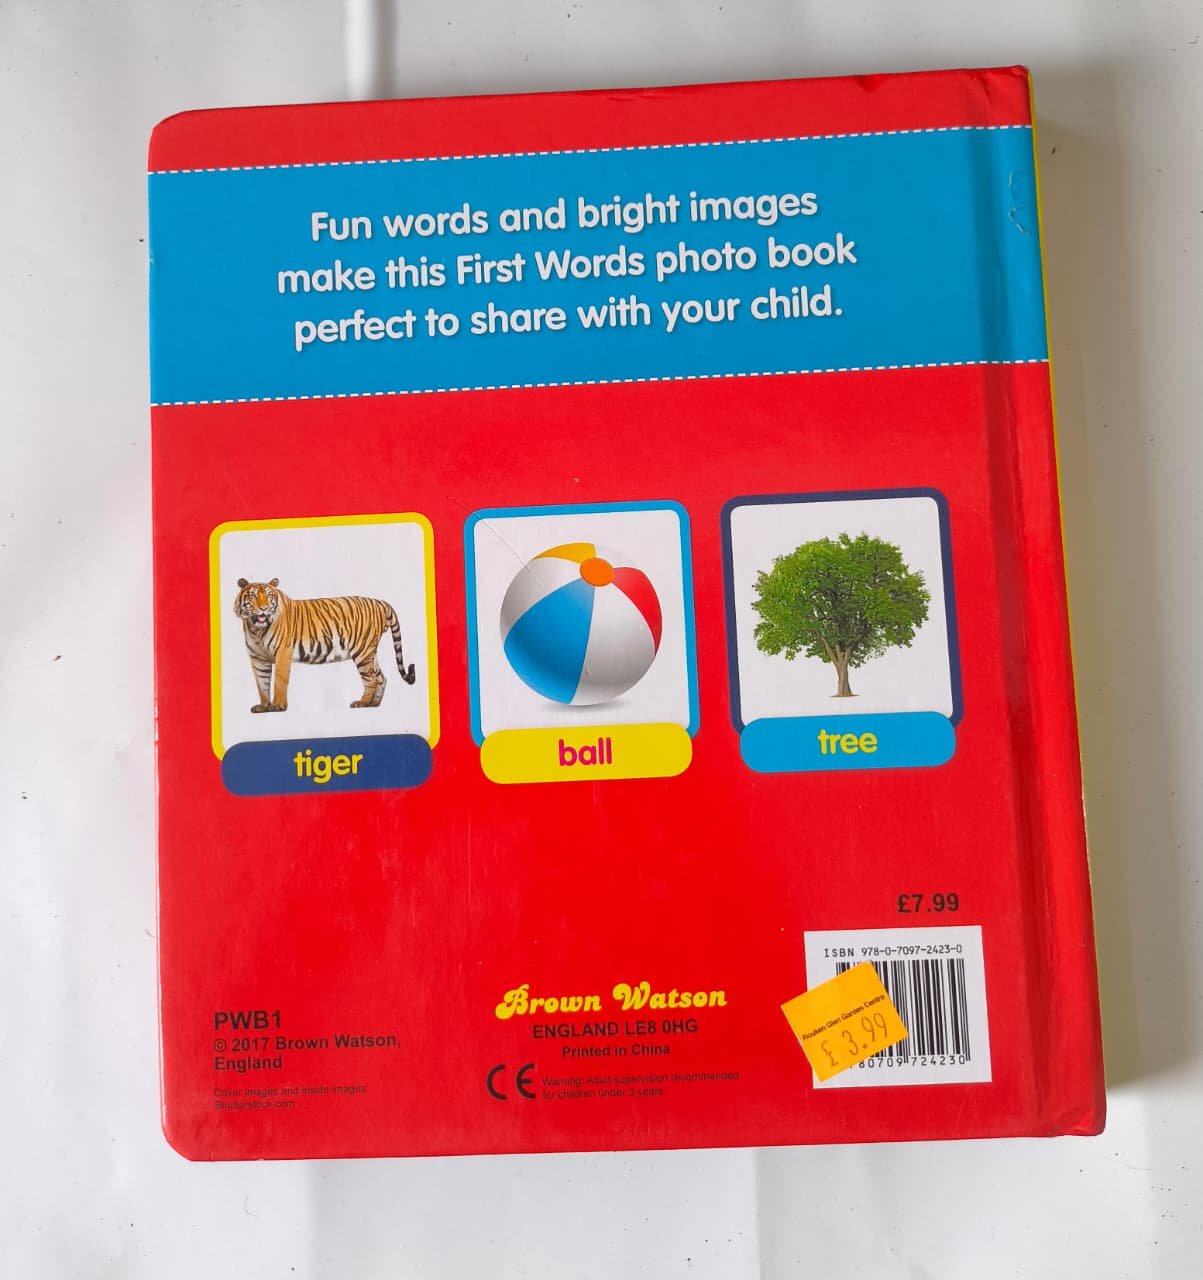 Fun words and bright images
make this First Words photo book
perfect to share with your child.
tiger
ball
tree
£7.99
ISBN 978-0-7097-2423-0
Rouken Glen Garden Centre
£ 3.99
80709 724230
PWB1
© 2017 Brown Watson,
England
Cover images and inside images:
Shutterstock.com
Brown Watson
ENGLAND LE8 0HG
Printed in China
CE
Warning! Adult supervision recommended
for children under 3 years